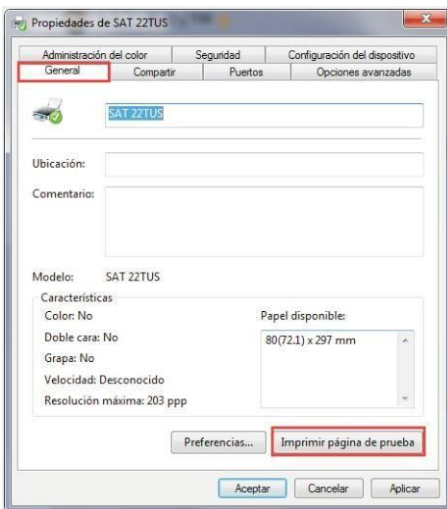 Propiedades de SAT 22TUS
Administración del color Seguridad Configuración del dispositivo
General Compartir Puertos Opciones avanzadas
SAT 22TUS
Ubicación:
Comentario:
Modelo: SAT 22TUS
Características
Color: No Papel disponible:
Doble cara: No 80(72.1) x 297 mm
Grapa: No
Velocidad: Desconocido
Resolución máxima: 203 ppp
Preferencias... Imprimir página de prueba
Aceptar Cancelar Aplicar